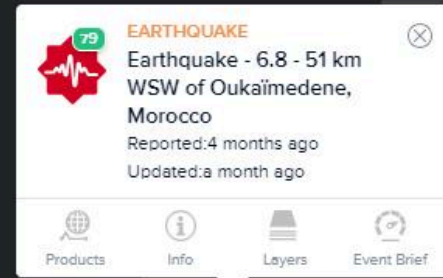 79
EARTHQUAKE
Earthquake - 6.8 - 51 km
WSW of Oukaïmedene,
Morocco
Reported:4 months ago
Updated:a month ago
Products Info Layers Event Brief